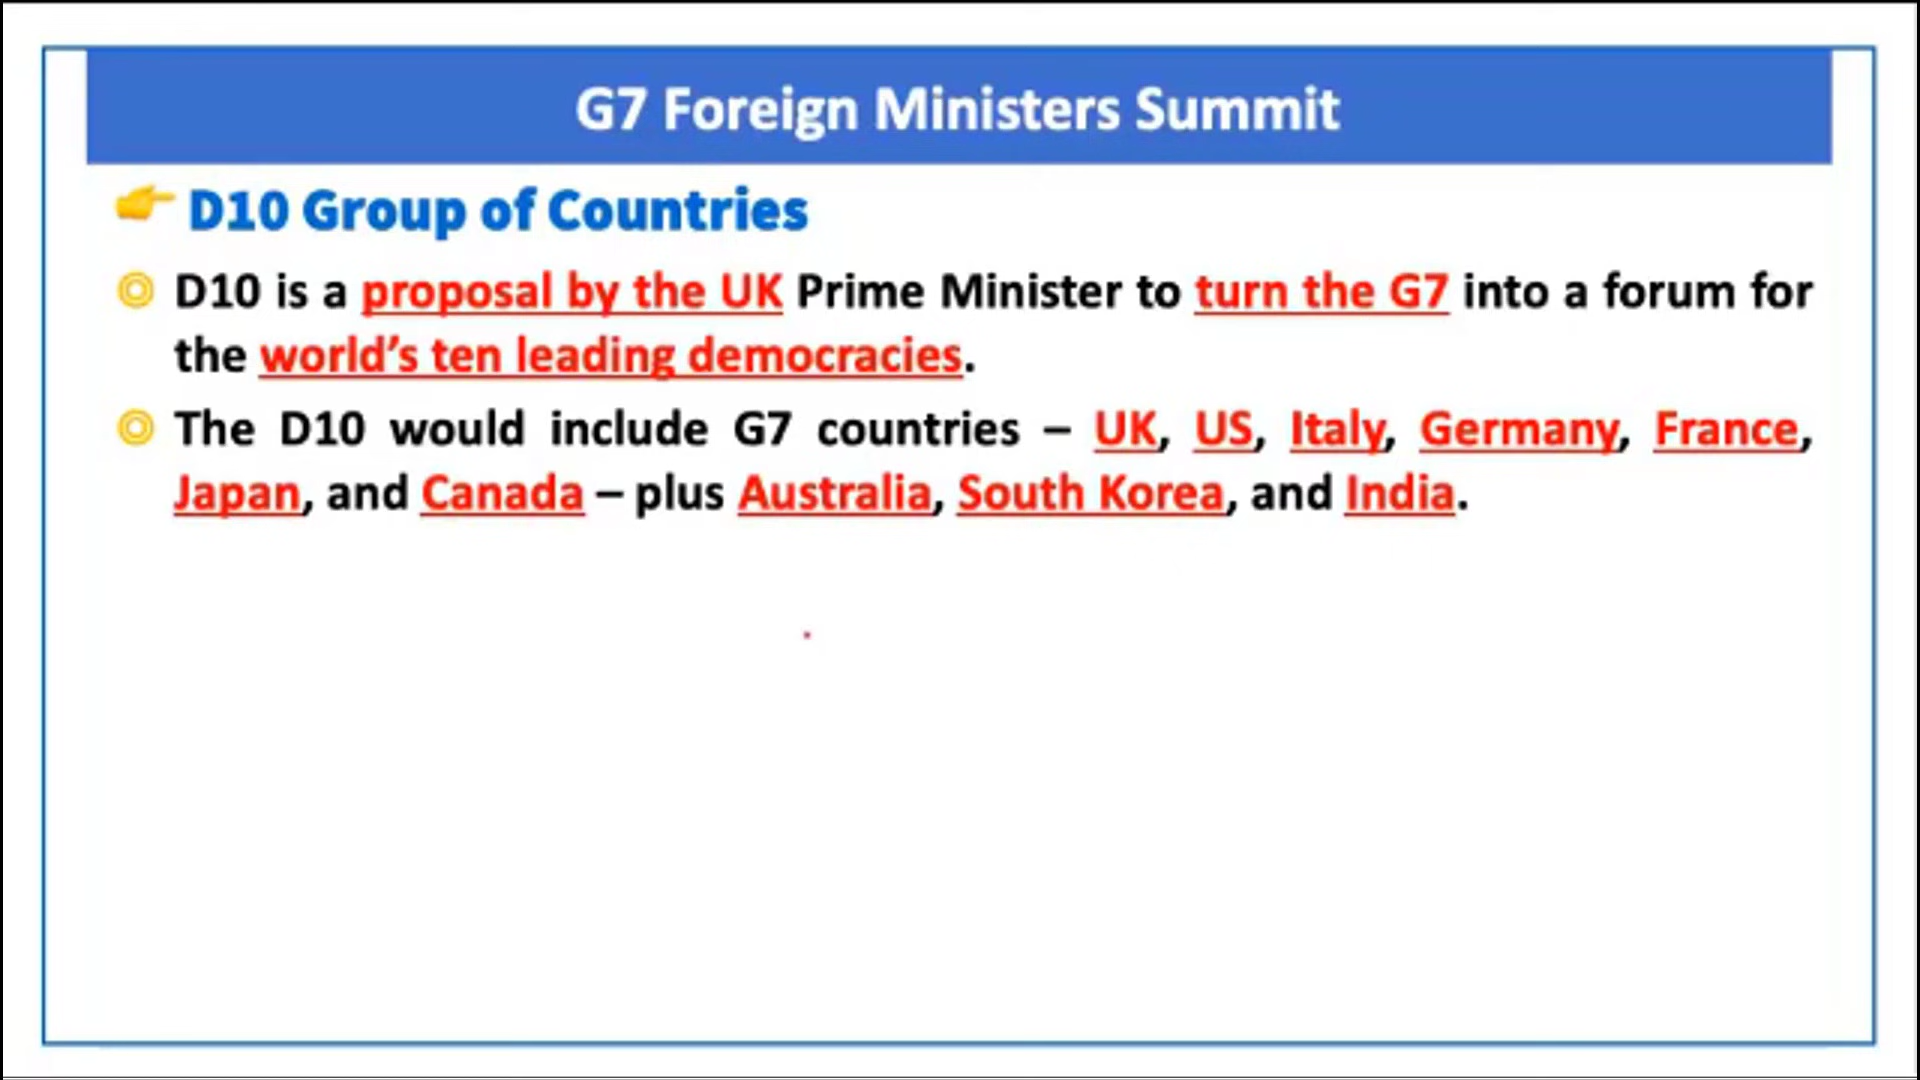 G7 Foreign Ministers Summit
D10 Group of Countries
D10 is a proposal by the UK Prime Minister to turn the G7 into a forum for
the world’s ten leading democracies.
The D10 would include G7 countries – UK, US, Italy, Germany, France,
Japan, and Canada – plus Australia, South Korea, and India.